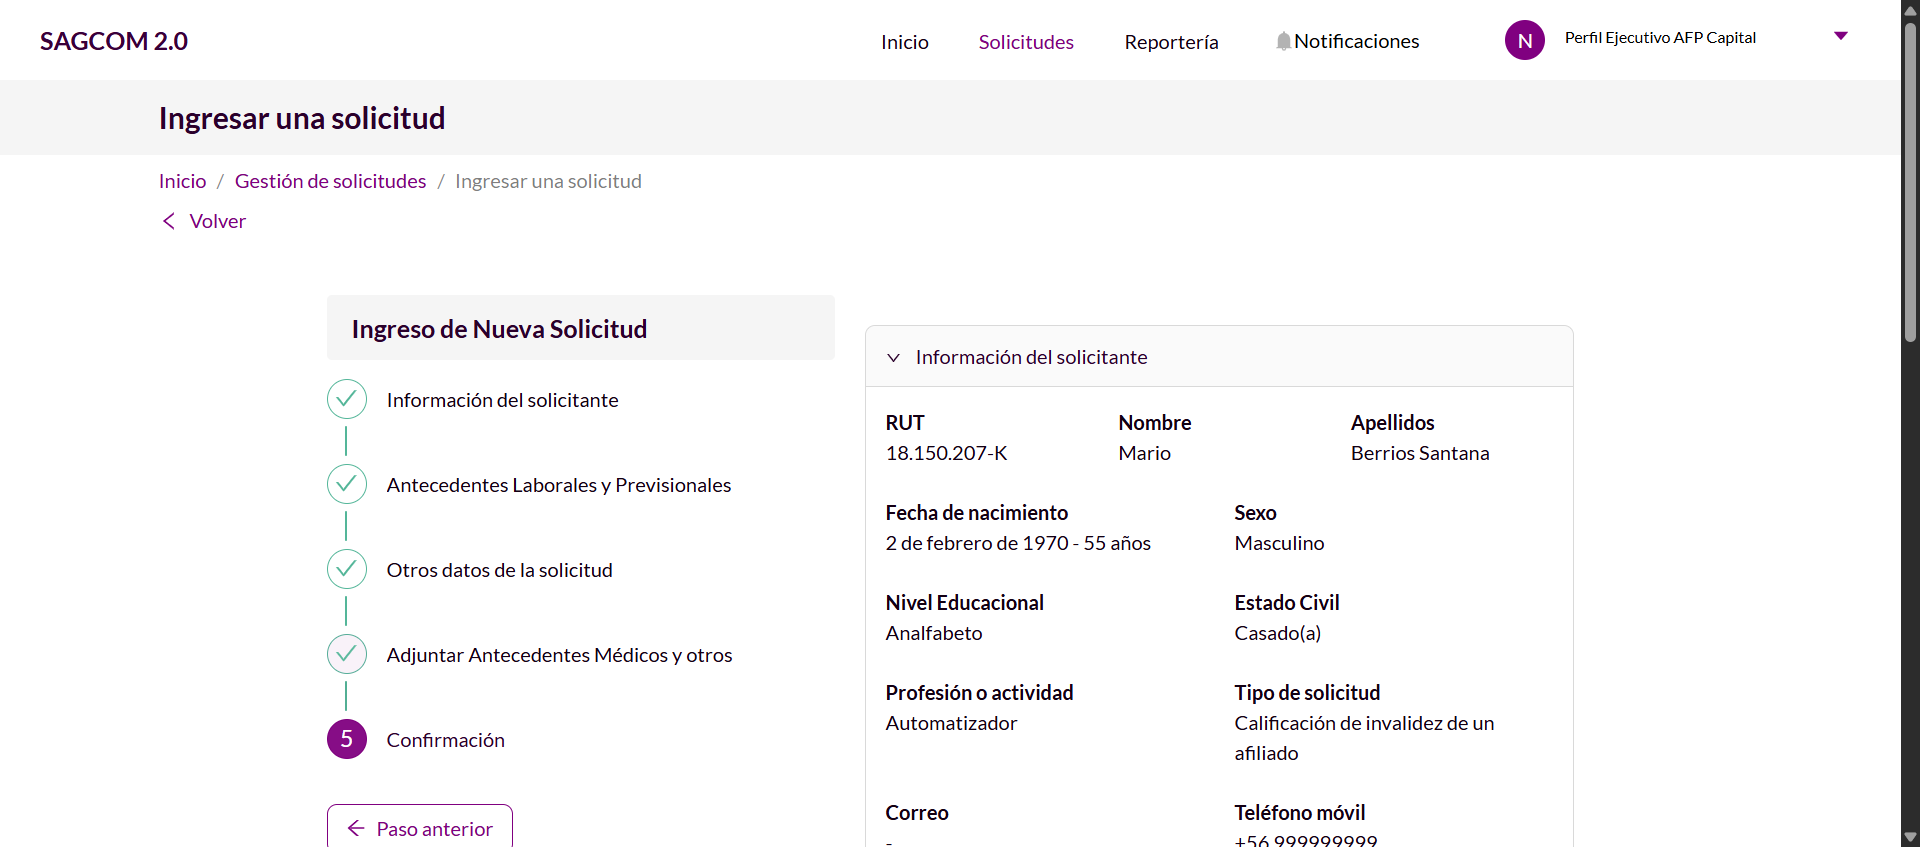 SAGCOM 2.0
Inicio
Solicitudes
Reportería
Notificaciones
N
Perfil Ejecutivo AFP Capital
Ingresar una solicitud
Inicio / Gestión de solicitudes / Ingresar una solicitud
Volver
Ingreso de Nueva Solicitud
Información del solicitante
Antecedentes Laborales y Previsionales
Otros datos de la solicitud
Adjuntar Antecedentes Médicos y otros
5 Confirmación
Paso anterior
Información del solicitante
RUT Nombre Apellidos
18.150.207-K Mario Berrios Santana
Fecha de nacimiento Sexo
2 de febrero de 1970 - 55 años Masculino
Nivel Educacional Estado Civil
Analfabeto Casado(a)
Profesión o actividad Tipo de solicitud
Automatizador Calificación de invalidez de un
afiliado
Correo Teléfono móvil
- +56 999999999